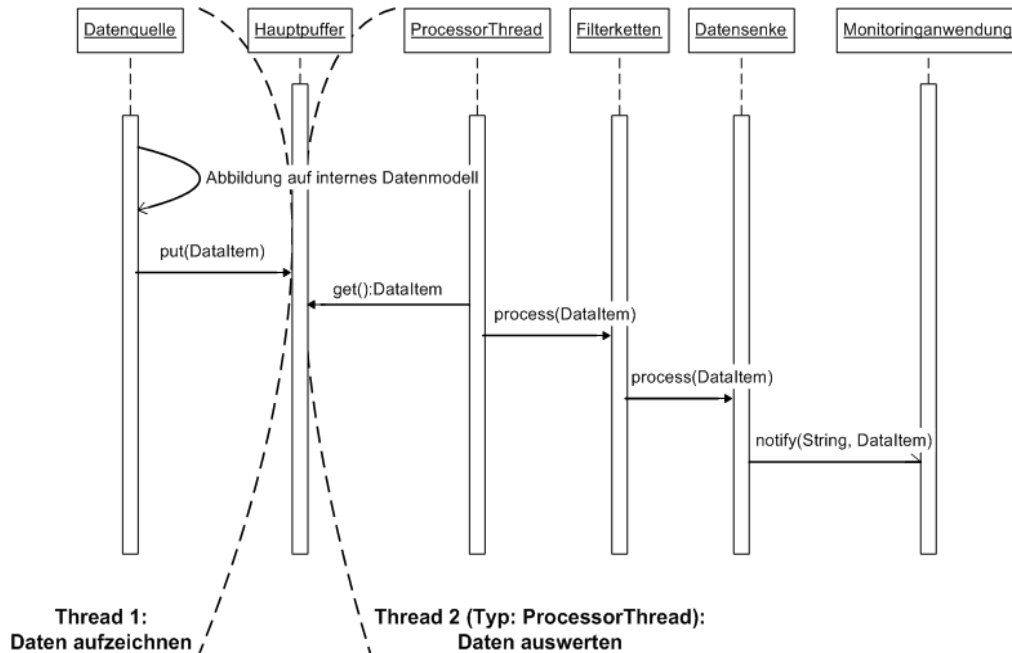 Datenquelle
Hauptpuffer
ProcessorThread
Filterketten
Datensenke
Monitoringanwendung
Abbildung auf internes Datenmodell
put(DataItem)
get():DataItem
process(DataItem)
process(DataItem)
notify(String, DataItem)
Thread 1:
Daten aufzeichnen
Thread 2 (Typ: ProcessorThread):
Daten auswerten